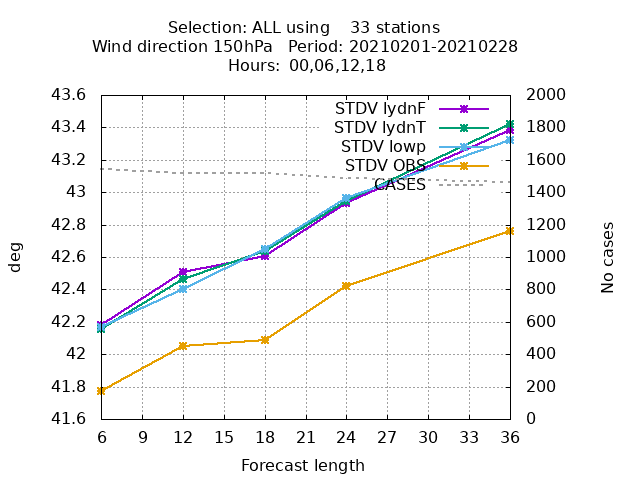 Selection: ALL using 33 stations
Wind direction 150hPa Period: 20210201-20210228
Hours: 00,06,12,18
STDV lydnF
STDV lydnT
STDV lowp
STDV OBS
CASES
43.6
43.4
43.2
43
42.8
42.6
42.4
42.2
42
41.8
41.6
deg
2000
1800
1600
1400
1200
1000
800
600
400
200
0
No cases
6 9 12 15 18 21 24 27 30 33 36
Forecast length